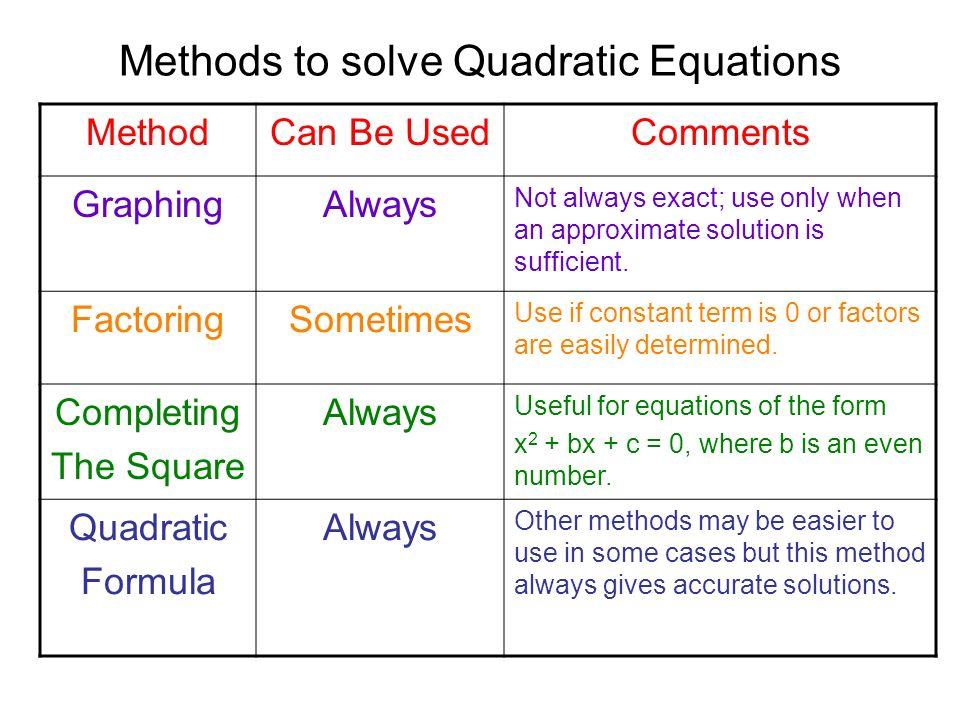 Methods to solve Quadratic Equations
Method Can Be Used Comments
Graphing Always Not always exact; use only when
an approximate solution is
sufficient.
Factoring Sometimes Use if constant term is 0 or factors
are easily determined.
Completing Always Useful for equations of the form
The Square x² + bx + c = 0, where b is an even
number.
Quadratic Always Other methods may be easier to
Formula use in some cases but this method
always gives accurate solutions.